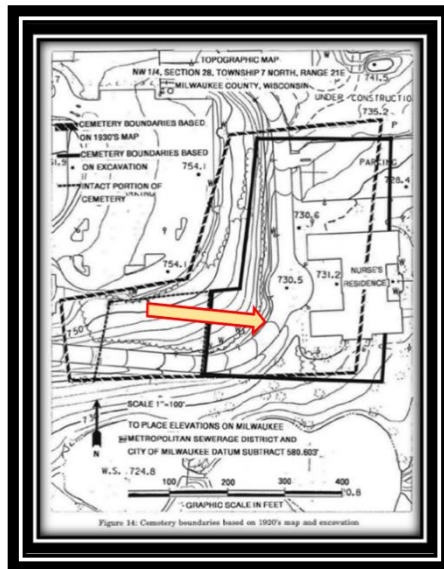 TOPOGRAPHIC MAP
NW 1/4, SECTION 28, TOWNSHIP 7 NORTH, RANGE 21E
MILWAUKEE COUNTY, WISCONSIN
741.5
UNDER CONSTRUCTIO
735.2
P
CEMETERY BOUNDARIES BASED
ON 1930'S MAP
CEMETERY BOUNDARIES BASED
ON EXCAVATION
754.1
INTACT PORTION OF
CEMETERY
PARKING
728.4
730.6
754.1
730.5
731.2
NURSE'S
RESIDENCE
750
SCALE 1"=100'
N
TO PLACE ELEVATIONS ON MILWAUKEE
METROPOLITAN SEWERAGE DISTRICT AND
CITY OF MILWAUKEE DATUM SUBTRACT 580.603'
W.S. 724.8
100 200 300 400
GRAPHIC SCALE IN FEET
Figure 14: Cemetery boundaries based on 1920's map and excavation